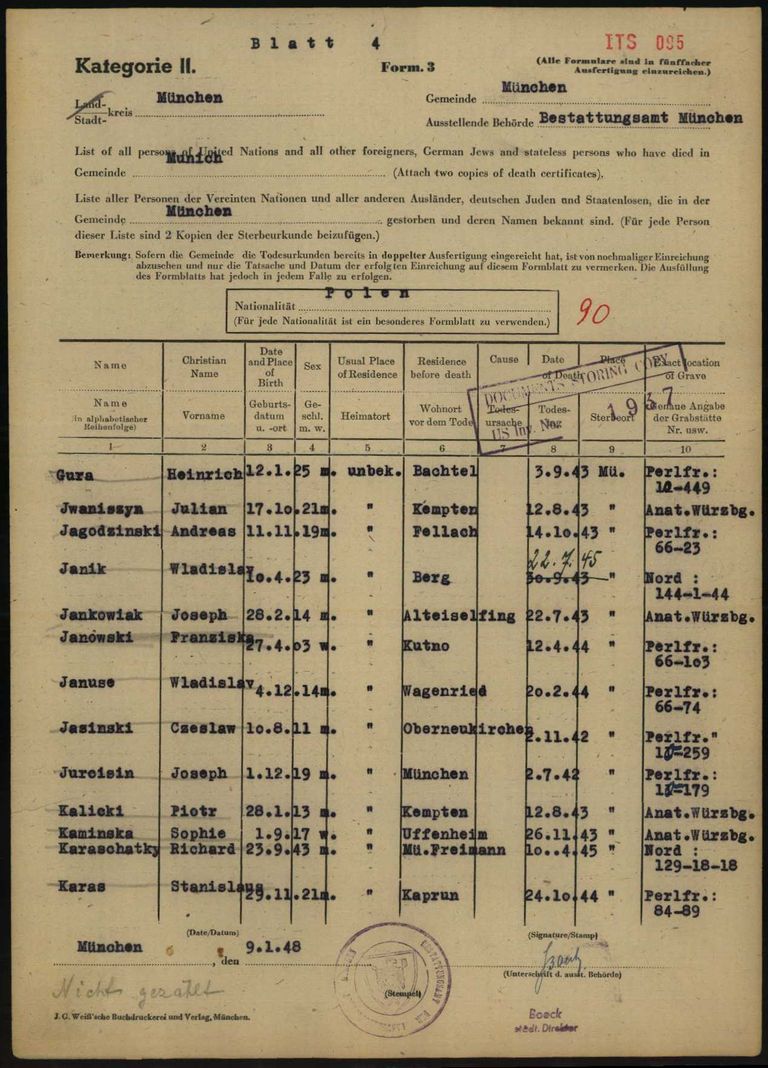 Blatt 4
ITS 095
Kategorie II.
Form. 3
(Alle Formulare sind in fünffacher
Ausfertigung einzureichen.)
Land-
Stadt- kreis München
Gemeinde München
Ausstellende Behörde Bestattungsamt München
List of all persons of United Nations and all other foreigners, German Jews and stateless persons who have died in
Gemeinde Munich (Attach two copies of death certificates).
Liste aller Personen der Vereinten Nationen und aller anderen Ausländer, deutschen Juden und Staatenlosen, die in der
Gemeinde München gestorben und deren Namen bekannt sind. (Für jede Person
dieser Liste sind 2 Kopien der Sterbeurkunde beizufügen.)
Bemerkung: Sofern die Gemeinde die Todesurkunden bereits in doppelter Ausfertigung eingereicht hat, ist von nochmaliger Einreichung
abzuschen und nur die Tatsache und Datum der erfolgten Einreichung auf diesem Formblatt zu vermerken. Die Ausfüllung
des Formblatts hat jedoch in jedem Falle zu erfolgen.
Nationalität Polen
(Für jede Nationalität ist ein besonderes Formblatt zu verwenden.)
90
Name Christian Name Date and Place of Birth Sex Usual Place of Residence Residence before death Cause Date of Death Place Exact location of Grave
Name (in alphabetischer Reihenfolge) Vorname Geburts-datum u. -ort Ge-schl. m. w. Heimatort Wohnort vor dem Tode Todes-ursache Todes- Sterbeort Genaue Angabe der Grabstätte Nr. usw.
DOCUMENTS STORING COPY
US Inv. No. 1937
1 2 3 4 5 6 7 8 9 10
Gura Heinrich 12.1.25 m. unbek. Bachtel 3.9.43 Mü. Perlfr.:
-449
Jwaniszyn Julian 17.10.21m. " Kempten 12.8.43 " Anat.Würzbg.
Jagodzinski Andreas 11.11.19m. " Fellach 14.10.43 " Perlfr.:
66-23
22.7.45
Janik Wladislav 10.4.23 m. " Berg 30.9.43 " Nord :
144-1-44
Jankowiak Joseph 28.2.14 m. " Alteiselfing 22.7.43 " Anat.Würzbg.
Janowski Franziska 27.4.03 w. " Kutno 12.4.44 " Perlfr.:
66-103
Januse Wladislav 4.12.14m. " Wagenried 20.2.44 " Perlfr.:
66-74
Jasinski Czeslaw 10.8.11 m. " Oberneukirchen 2.11.42 " Perlfr."
-259
Jurcisin Joseph 1.12.19 m. " München 2.7.42 " Perlfr.:
-179
Kalicki Piotr 28.1.13 m. " Kempten 12.8.43 " Anat.Würzbg.
Kaminska Sophie 1.9.17 w. " Uffenheim 26.11.43 " Anat.Würzbg.
Karaschatky Richard 23.9.43 m. " Mü.Freimann 10..4.45 " Nord :
129-18-18
Karas Stanislaus 29.11.21m. " Kaprun 24.10.44 " Perlfr.:
84-89
(Date/Datum)
München , den 9.1.48
(Signature/Stamp)
(Unterschrift d. ausst. Behörde)
(Stempel)
Nicht gezählt
Boeck
städt. Direktor
J. G. Weiß'sche Buchdruckerei und Verlag, München.